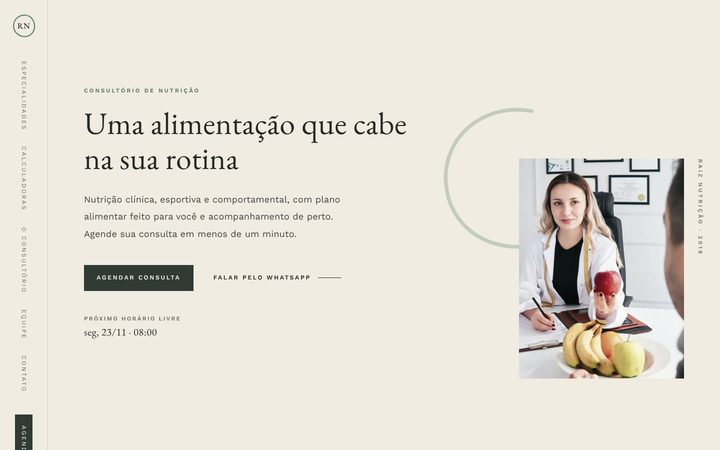 RN
ESPECIALIDADES
CALCULADORAS
O CONSULTÓRIO
EQUIPE
CONTATO
CONSULTÓRIO DE NUTRIÇÃO
Uma alimentação que cabe
na sua rotina
Nutrição clínica, esportiva e comportamental, com plano
alimentar feito para você e acompanhamento de perto.
Agende sua consulta em menos de um minuto.
AGENDAR CONSULTA
FALAR PELO WHATSAPP
PRÓXIMO HORÁRIO LIVRE
seg, 23/11 · 08:00
RAIZ NUTRIÇÃO · 2018